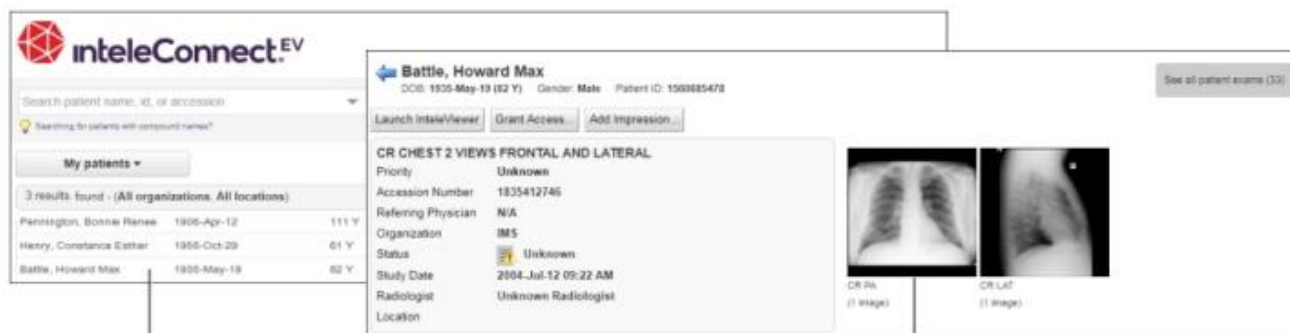 InteleConnect.EV
Search patient name, id, or accession
Searching for patients with compound names?
My patients
3 results found - (All organizations, All locations)
Pennington, Bonnie Renee 1906-Apr-12 111 Y
Henry, Constance Esther 1956-Oct-29 61 Y
Battle, Howard Max 1935-May-19 82 Y
Battle, Howard Max
DOB: 1935-May-19 (82 Y) Gender: Male Patient ID: 1560685478
See all patient exams (33)
Launch InteleViewer Grant Access... Add Impression...
CR CHEST 2 VIEWS FRONTAL AND LATERAL
Priority Unknown
Accession Number 1835412746
Referring Physician N/A
Organization IMS
Status Unknown
Study Date 2004-Jul-12 09:22 AM
Radiologist Unknown Radiologist
Location
CR PA
(1 image)
CR LAT
(1 image)